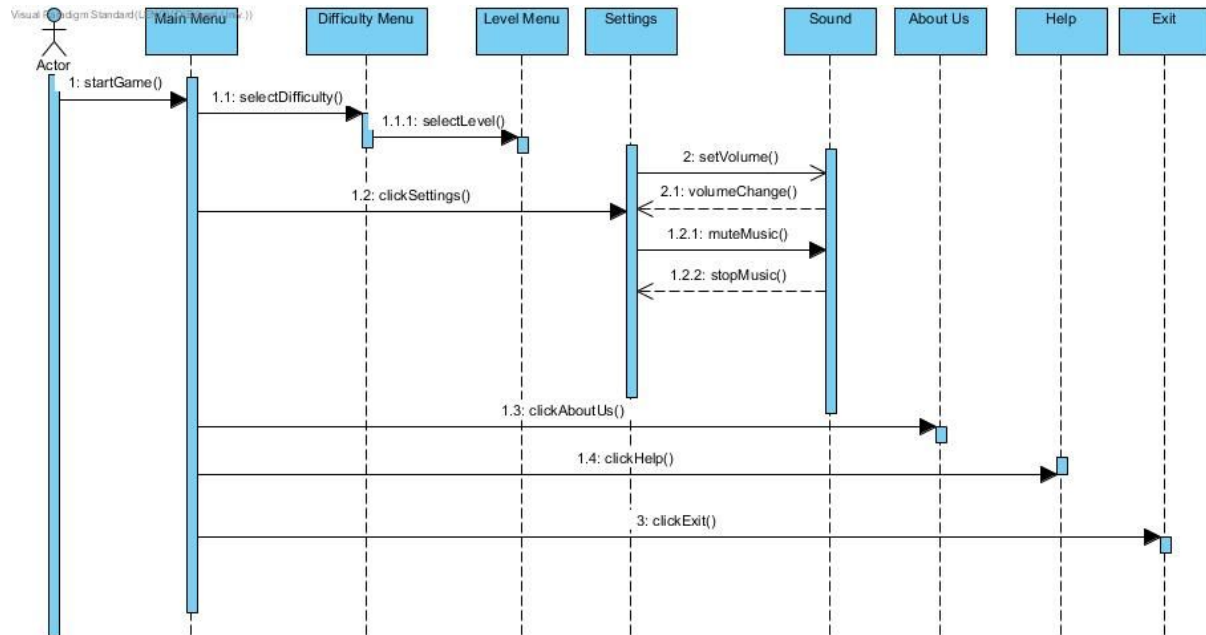 Visual Paradigm Standard
Main Menu
Difficulty Menu
Level Menu
Settings
Sound
About Us
Help
Exit
Actor
1: startGame()
1.1: selectDifficulty()
1.1.1: selectLevel()
2: setVolume()
2.1: volumeChange()
1.2: clickSettings()
1.2.1: muteMusic()
1.2.2: stopMusic()
1.3: clickAboutUs()
1.4: clickHelp()
3: clickExit()